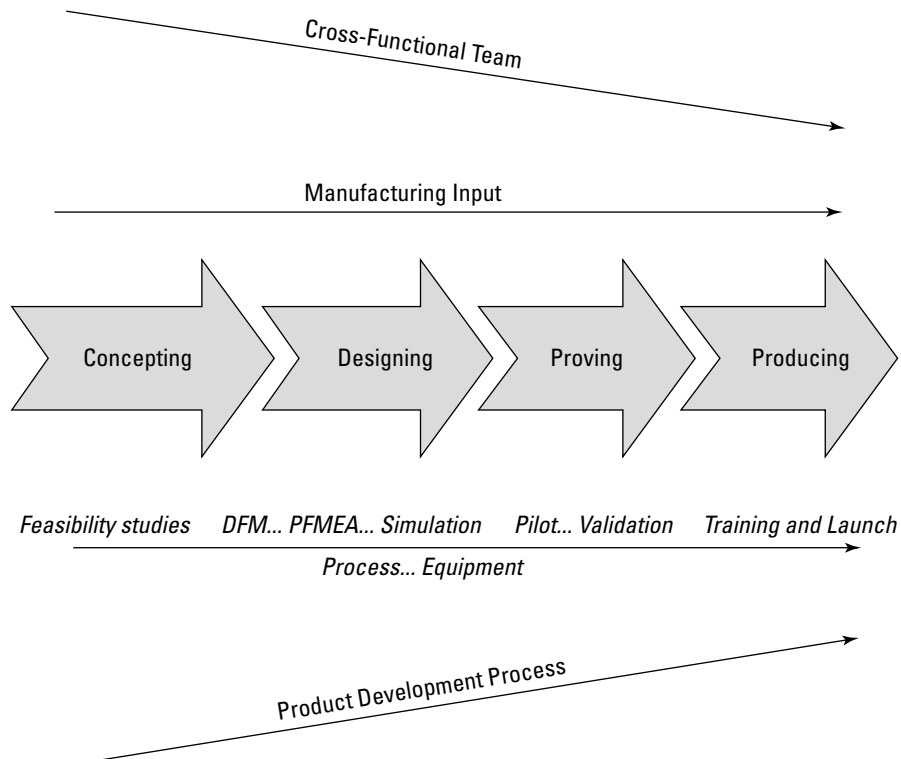 Cross-Functional Team
Manufacturing Input
Concepting
Designing
Proving
Producing
Feasibility studies
DFM... PFMEA... Simulation
Pilot... Validation
Training and Launch
Process... Equipment
Product Development Process